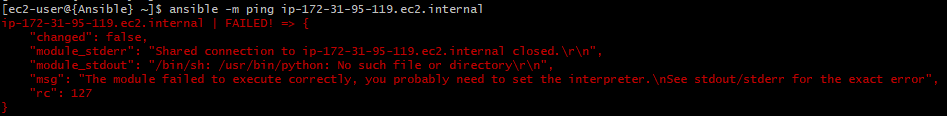 [ec2-user@{Ansible} ~]$ ansible -m ping ip-172-31-95-119.ec2.internal
ip-172-31-95-119.ec2.internal | FAILED! => {
    "changed": false,
    "module_stderr": "Shared connection to ip-172-31-95-119.ec2.internal closed.\r\n",
    "module_stdout": "/bin/sh: /usr/bin/python: No such file or directory\r\n",
    "msg": "The module failed to execute correctly, you probably need to set the interpreter.\nSee stdout/stderr for the exact error",
    "rc": 127
}